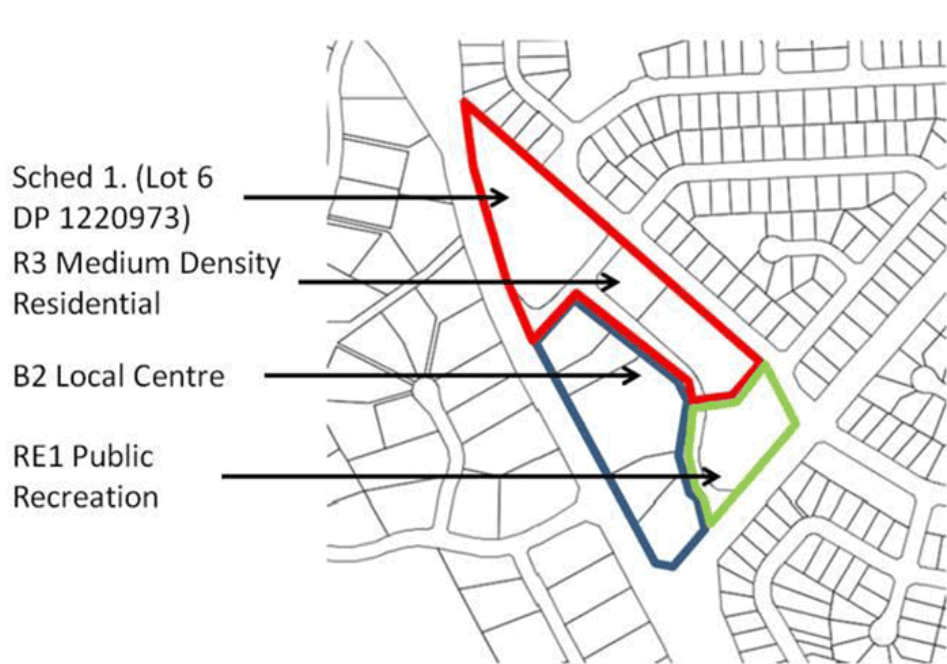 Sched 1. (Lot 6
DP 1220973)
R3 Medium Density
Residential
B2 Local Centre
RE1 Public
Recreation